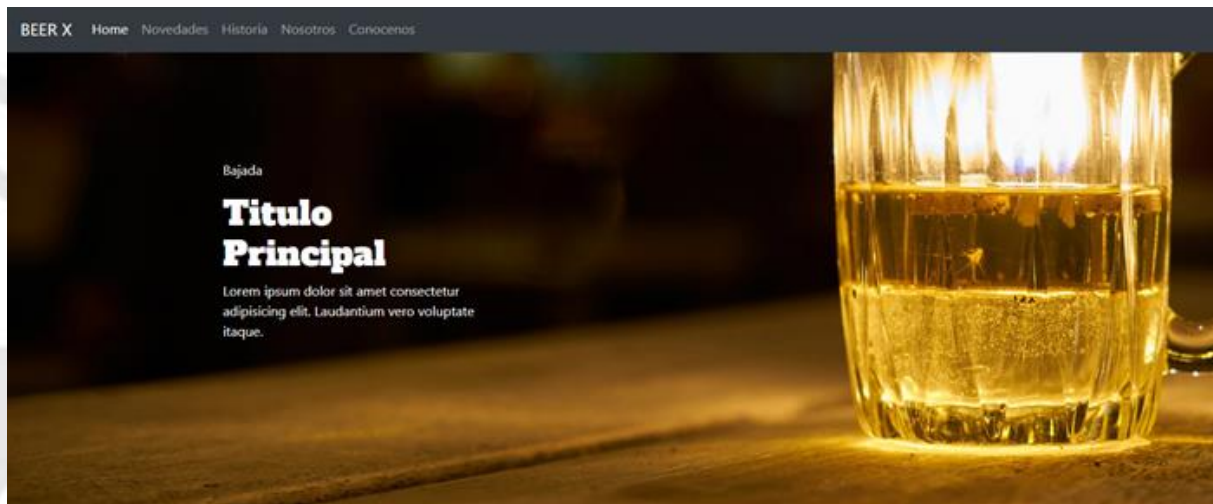 BEER X Home Novedades Historia Nosotros Conocenos
Bajada
Titulo
Principal
Lorem ipsum dolor sit amet consectetur
adipisicing elit. Laudantium vero voluptate
itaque.